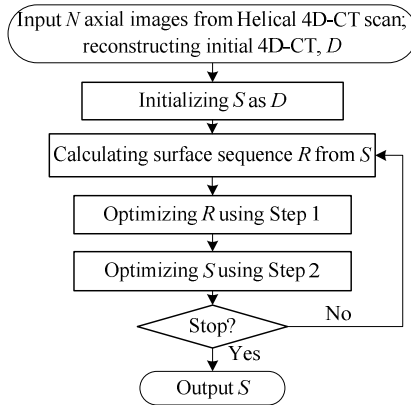 Input N axial images from Helical 4D-CT scan;
reconstructing initial 4D-CT, D
Initializing S as D
Calculating surface sequence R from S
Optimizing R using Step 1
Optimizing S using Step 2
Stop?
No
Yes
Output S